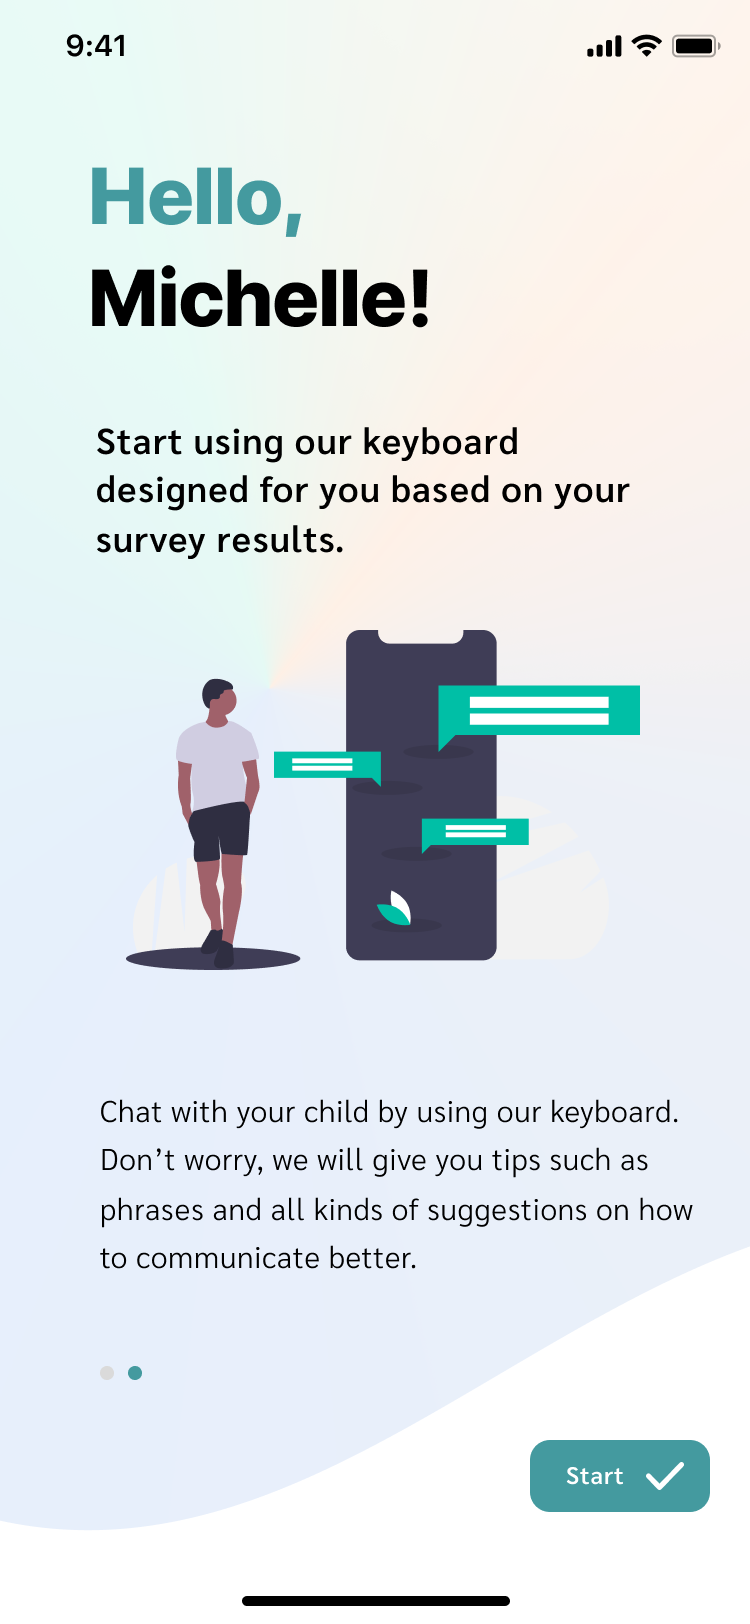 9:41
Hello,
Michelle!
Start using our keyboard
designed for you based on your
survey results.
Chat with your child by using our keyboard.
Don’t worry, we will give you tips such as
phrases and all kinds of suggestions on how
to communicate better.
Start